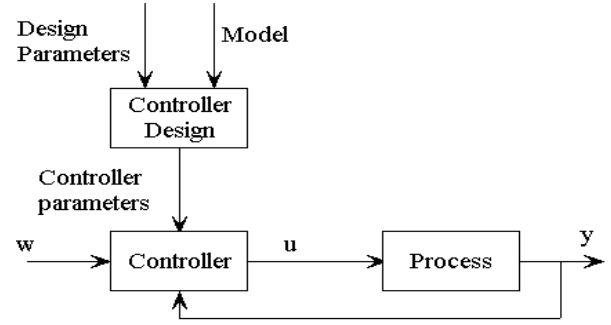 Design
Parameters
Model
Controller
Design
Controller
parameters
w
Controller
u
Process
y